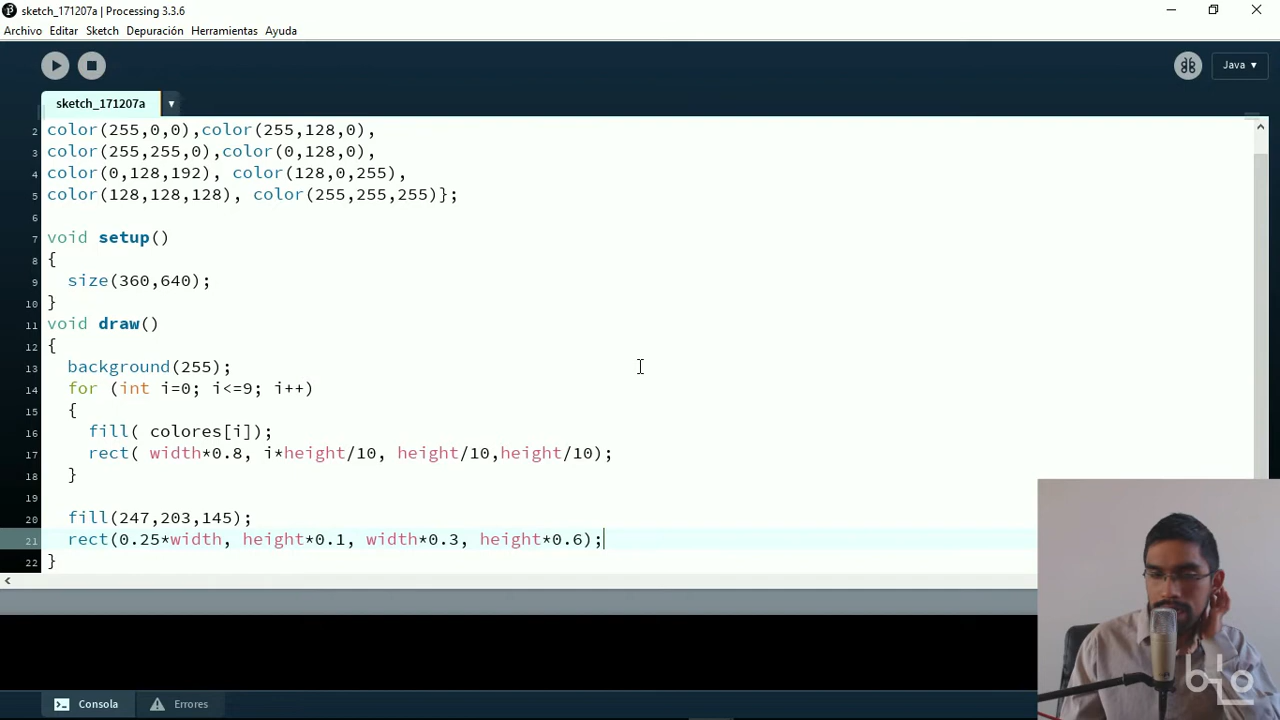 sketch_171207a | Processing 3.3.6
Archivo Editar Sketch Depuración Herramientas Ayuda
Java ▾
sketch_171207a ▾
2 color(255,0,0),color(255,128,0),
3 color(255,255,0),color(0,128,0),
4 color(0,128,192), color(128,0,255),
5 color(128,128,128), color(255,255,255)};
6
7 void setup()
8 {
9 size(360,640);
10 }
11 void draw()
12 {
13 background(255);
14 for (int i=0; i<=9; i++)
15 {
16 fill( colores[i]);
17 rect( width*0.8, i*height/10, height/10,height/10);
18 }
19
20 fill(247,203,145);
21 rect(0.25*width, height*0.1, width*0.3, height*0.6);
22 }
Consola Errores